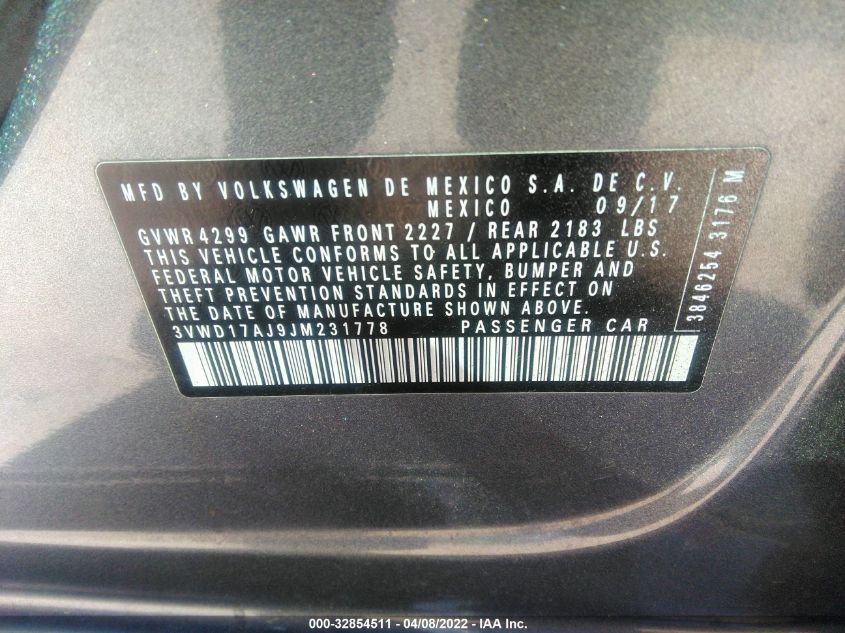 MFD BY VOLKSWAGEN DE MEXICO S.A. DE C.V.
MEXICO 09/17
GVWR 4299 GAWR FRONT 2227 / REAR 2183 LBS
THIS VEHICLE CONFORMS TO ALL APPLICABLE U.S.
FEDERAL MOTOR VEHICLE SAFETY, BUMPER AND
THEFT PREVENTION STANDARDS IN EFFECT ON
THE DATE OF MANUFACTURE SHOWN ABOVE.
3VWD17AJ9JM231778 PASSENGER CAR
3846254 3176 M
000-32854511 - 04/08/2022 - IAA Inc.